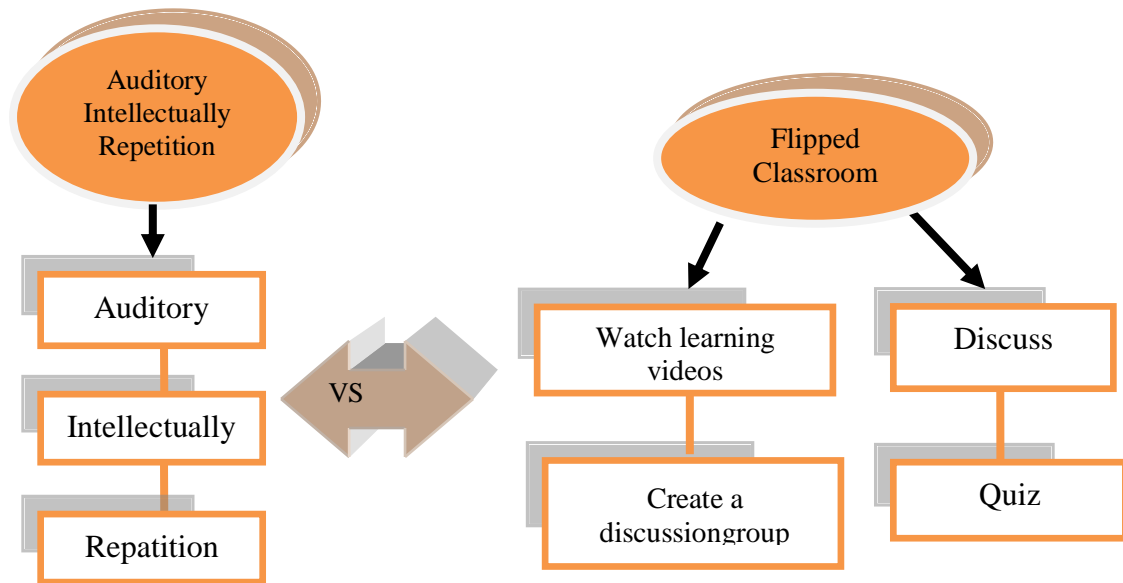 Auditory
Intellectually
Repetition
Auditory
Intellectually
Repatition
VS
Flipped
Classroom
Watch learning
videos
Create a
discussiongroup
Discuss
Quiz